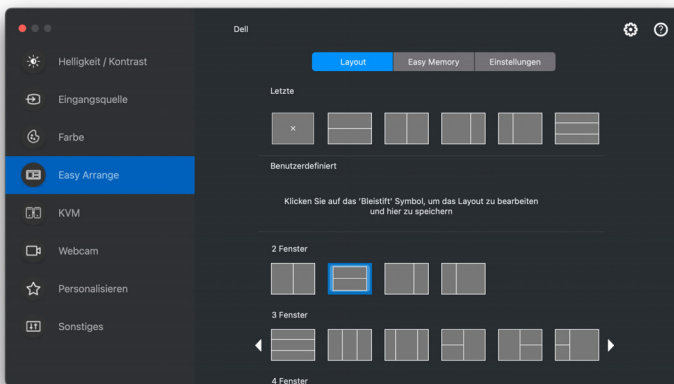 Dell
Helligkeit / Kontrast
Eingangsquelle
Farbe
Easy Arrange
KVM
Webcam
Personalisieren
Sonstiges
Layout
Easy Memory
Einstellungen
Letzte
Benutzerdefiniert
Klicken Sie auf das 'Bleistift' Symbol, um das Layout zu bearbeiten
und hier zu speichern
2 Fenster
3 Fenster
4 Fenster